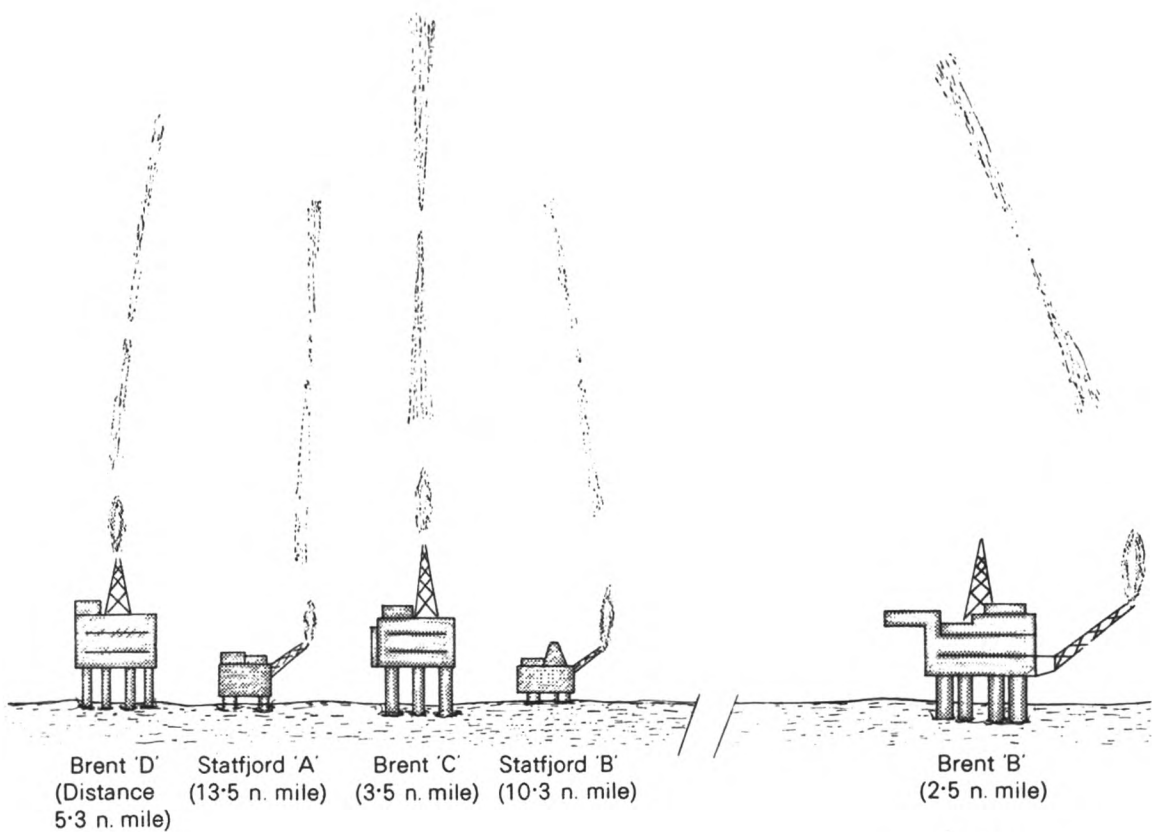 Brent 'D'
(Distance
5·3 n. mile)
Statfjord 'A'
(13·5 n. mile)
Brent 'C'
(3·5 n. mile)
Statfjord 'B'
(10·3 n. mile)
Brent 'B'
(2·5 n. mile)